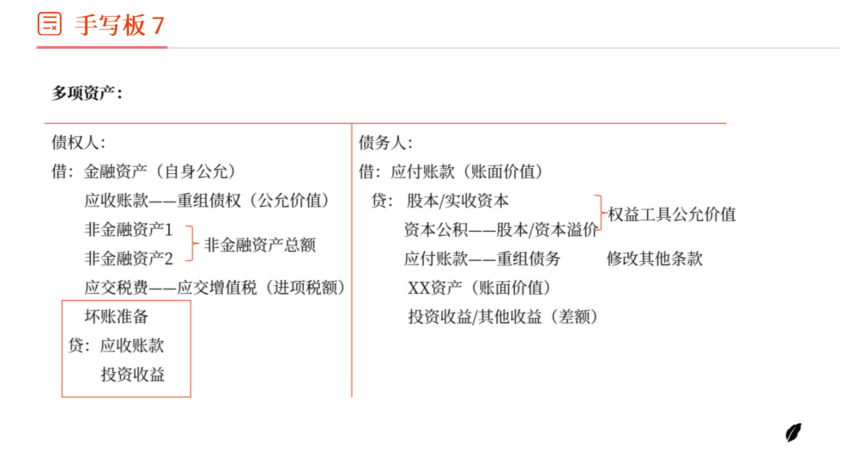 手写板 7
多项资产：
债权人：
借：金融资产（自身公允）
应收账款——重组债权（公允价值）
非金融资产1
非金融资产2
非金融资产总额
应交税费——应交增值税（进项税额）
坏账准备
贷：应收账款
投资收益
债务人：
借：应付账款（账面价值）
贷： 股本/实收资本
资本公积——股本/资本溢价
权益工具公允价值
应付账款——重组债务 修改其他条款
XX资产（账面价值）
投资收益/其他收益（差额）